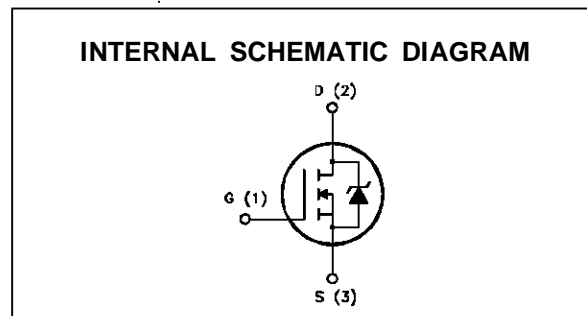 INTERNAL SCHEMATIC DIAGRAM
D (2)
G (1)
S (3)